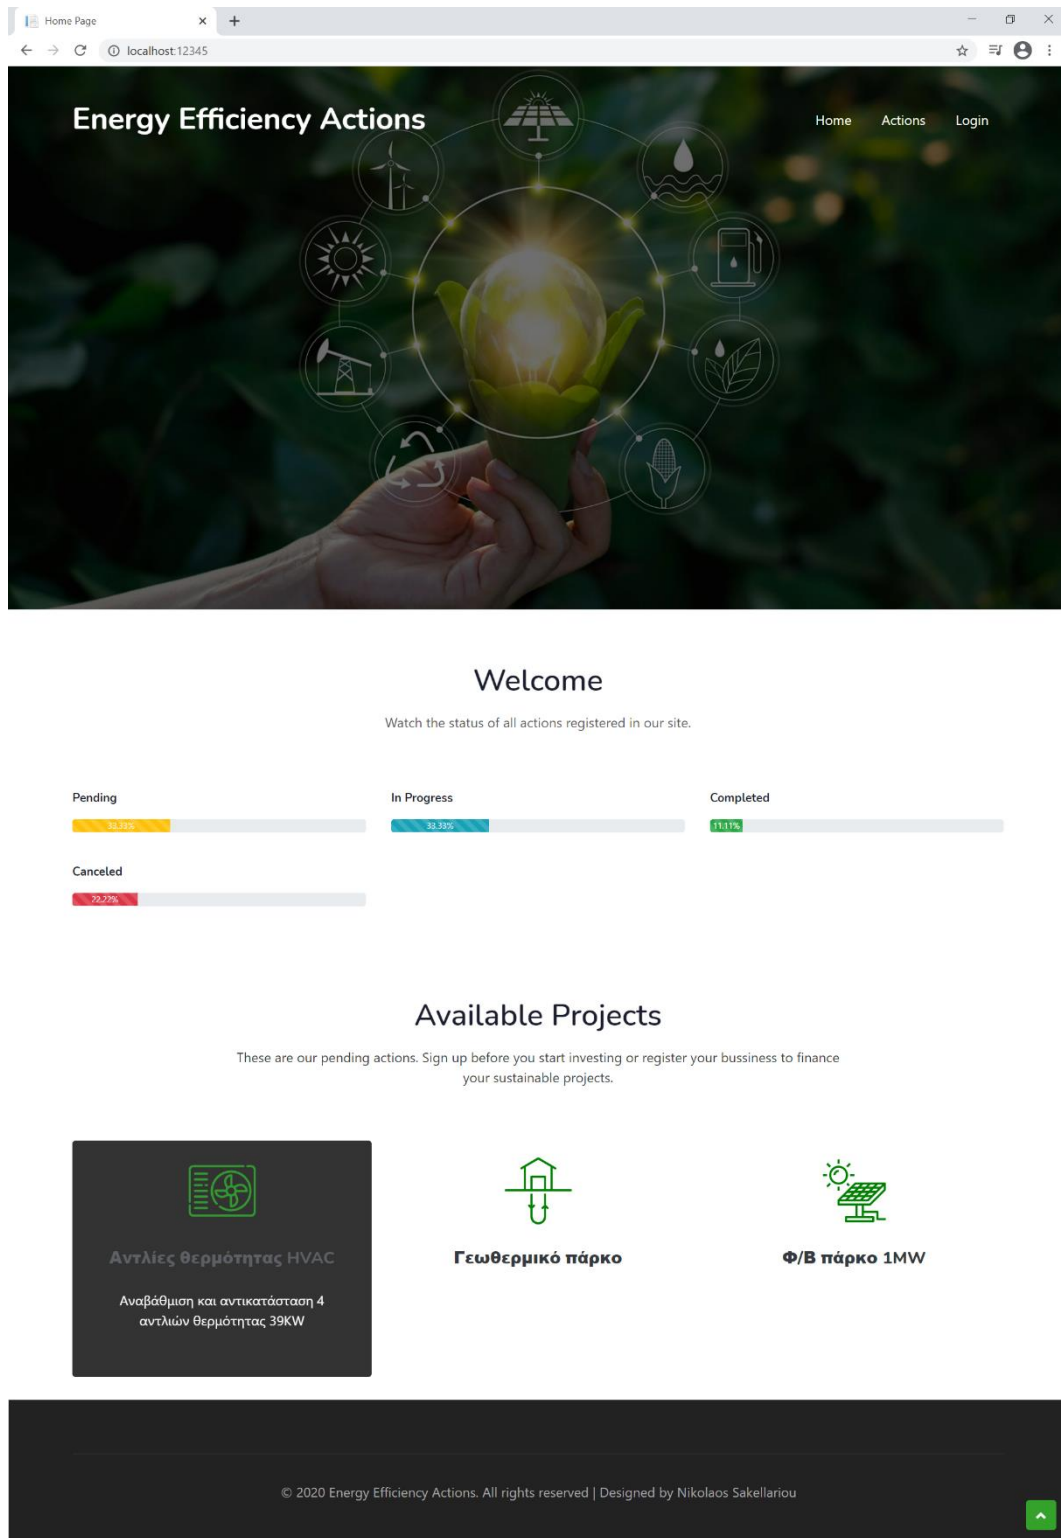 Home Page
localhost:12345
Energy Efficiency Actions
Home Actions Login
Welcome
Watch the status of all actions registered in our site.
Pending In Progress Completed
33.33% 33.33% 11.11%
Canceled
22.22%
Available Projects
These are our pending actions. Sign up before you start investing or register your bussiness to finance
your sustainable projects.
Αντλίες θερμότητας HVAC
Αναβάθμιση και αντικατάσταση 4
αντλιών θερμότητας 39KW
Γεωθερμικό πάρκο
Φ/Β πάρκο 1MW
© 2020 Energy Efficiency Actions. All rights reserved | Designed by Nikolaos Sakellariou